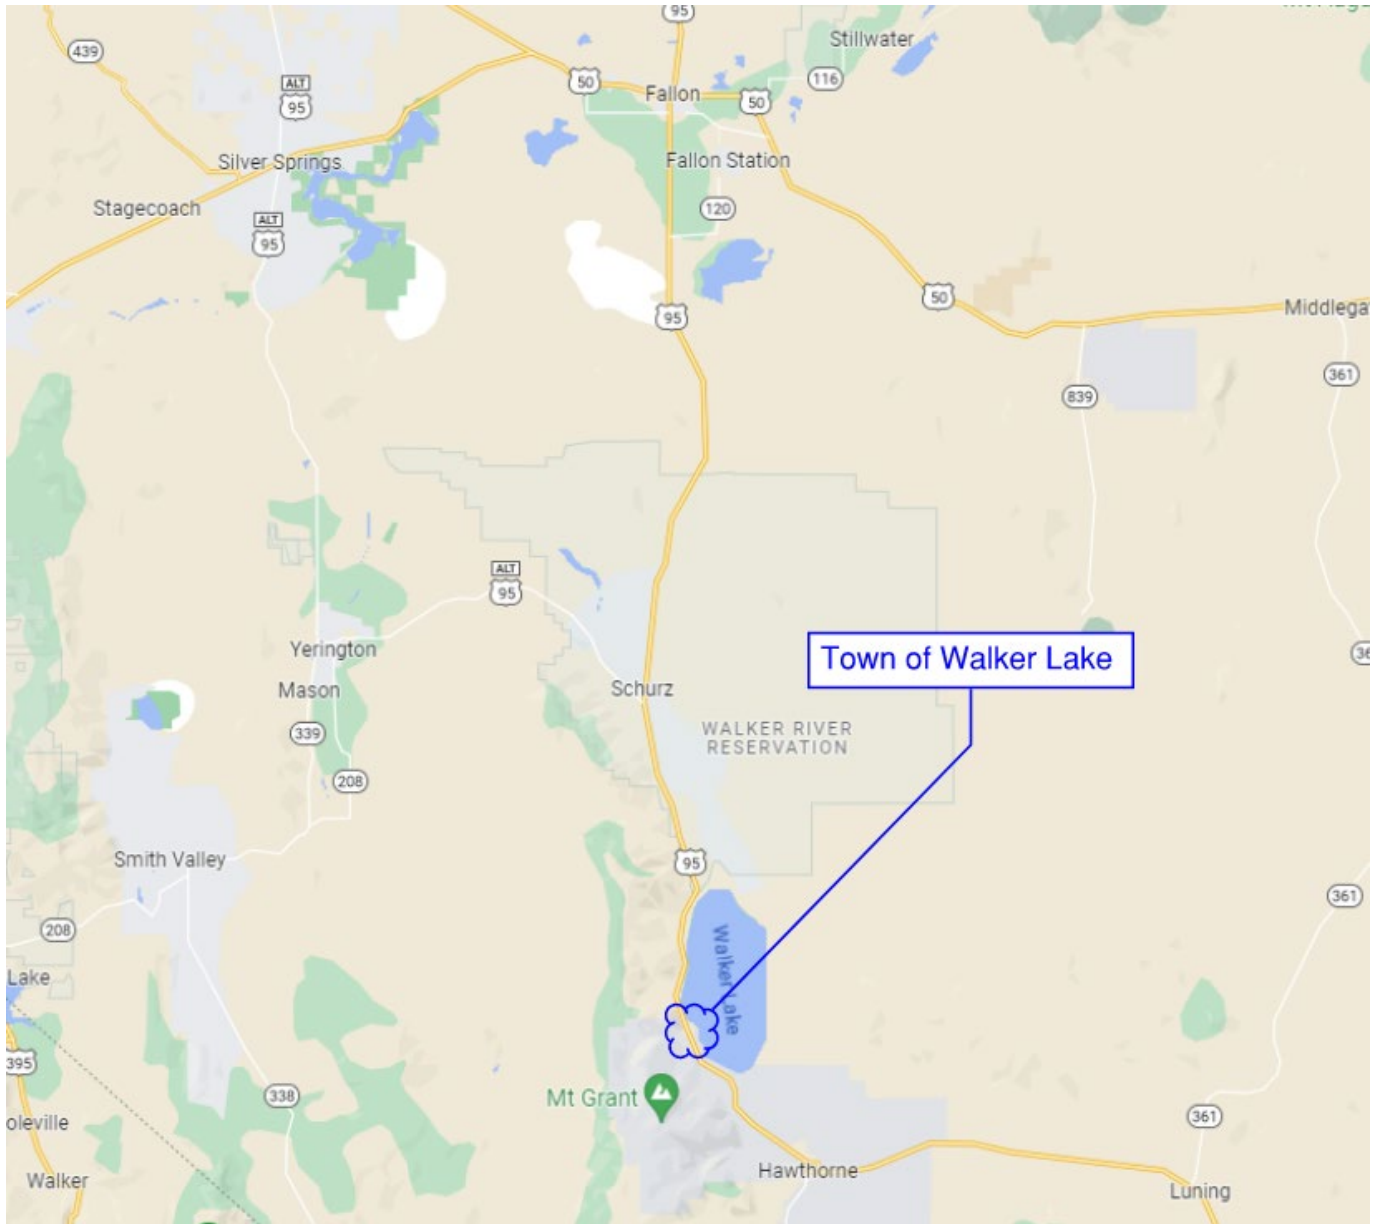 95
Stillwater
439
ALT
95
50
Fallon
50
116
Silver Springs
Fallon Station
Stagecoach
ALT
95
120
50
95
Middlega
361
839
ALT
95
Town of Walker Lake
Yerington
Mason
Schurz
WALKER RIVER
RESERVATION
339
208
Smith Valley
95
361
208
Walker Lake
Lake
395
Mt Grant
338
oleville
361
Walker
Hawthorne
Luning